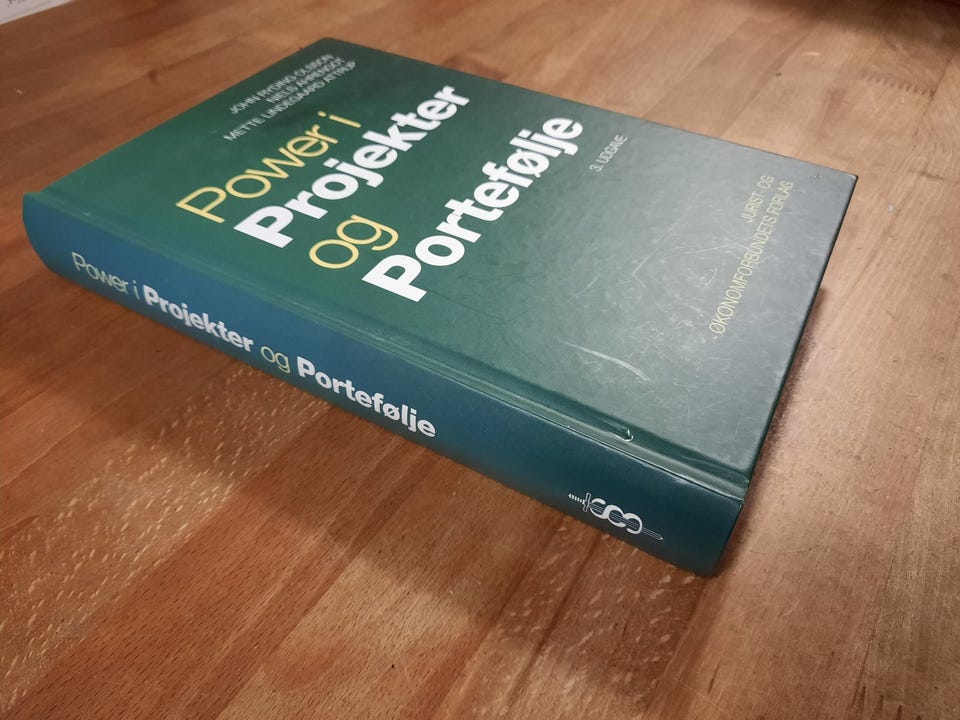 JOHN RYDING OLSSON
NIELS AHRENGOT
METTE LINDEGAARD ATTRUP
Power i
Projekter
og
Portefølje
3. UDGAVE
JURIST- OG
ØKONOMFORBUNDETS FORLAG
Power i Projekter og Portefølje